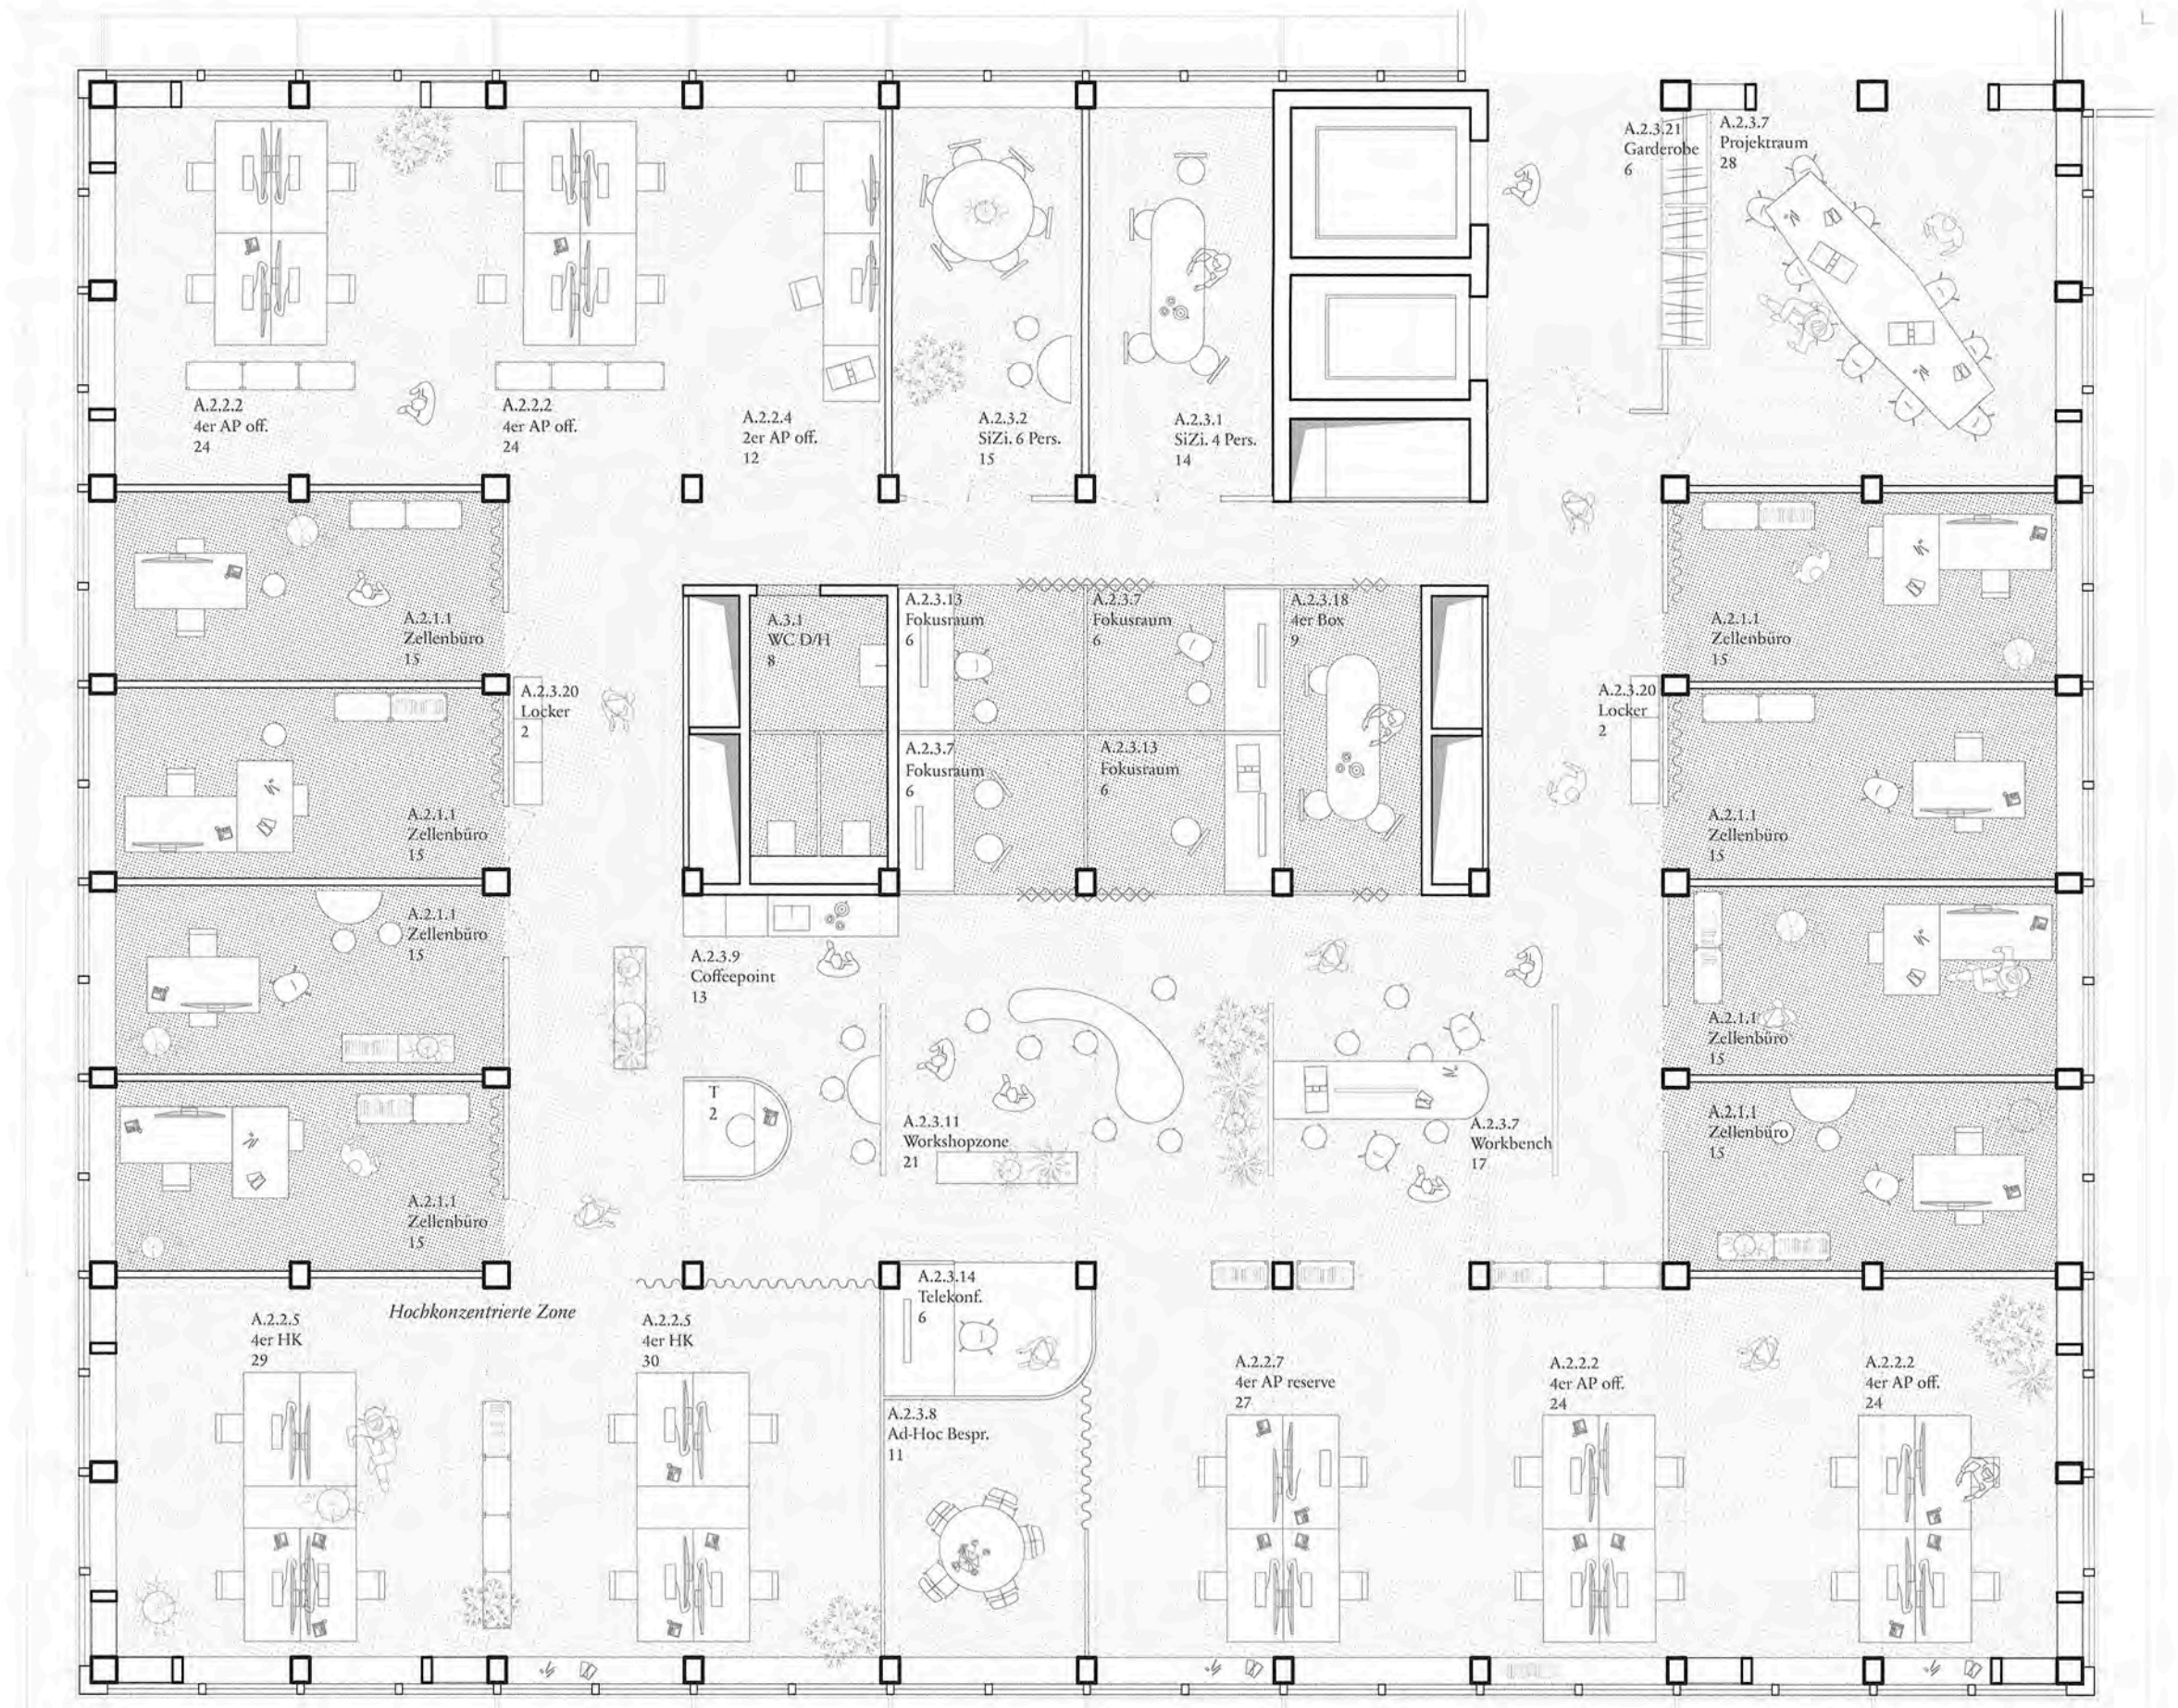 A.2.3.21
Garderobe
6
A.2.3.7
Projektraum
28
A.2.2.2
4er AP off.
24
A.2.2.2
4er AP off.
24
A.2.2.4
2er AP off.
12
A.2.3.2
SiZi. 6 Pers.
15
A.2.3.1
SiZi. 4 Pers.
14
A.2.1.1
Zellenbüro
15
A.3.1
WC D/H
8
A.2.3.13
Fokusraum
6
A.2.3.7
Fokusraum
6
A.2.3.18
4er Box
9
A.2.1.1
Zellenbüro
15
A.2.3.20
Locker
2
A.2.3.20
Locker
2
A.2.3.7
Fokusraum
6
A.2.3.13
Fokusraum
6
A.2.1.1
Zellenbüro
15
A.2.1.1
Zellenbüro
15
A.2.1.1
Zellenbüro
15
A.2.3.9
Coffeepoint
13
A.2.1.1
Zellenbüro
15
T
2
A.2.3.11
Workshopzone
21
A.2.3.7
Workbench
17
A.2.1.1
Zellenbüro
15
A.2.1.1
Zellenbüro
15
A.2.3.14
Telekonf.
6
Hochkonzentrierte Zone
A.2.2.5
4er HK
29
A.2.2.5
4er HK
30
A.2.2.7
4er AP reserve
27
A.2.2.2
4er AP off.
24
A.2.2.2
4er AP off.
24
A.2.3.8
Ad-Hoc Bespr.
11